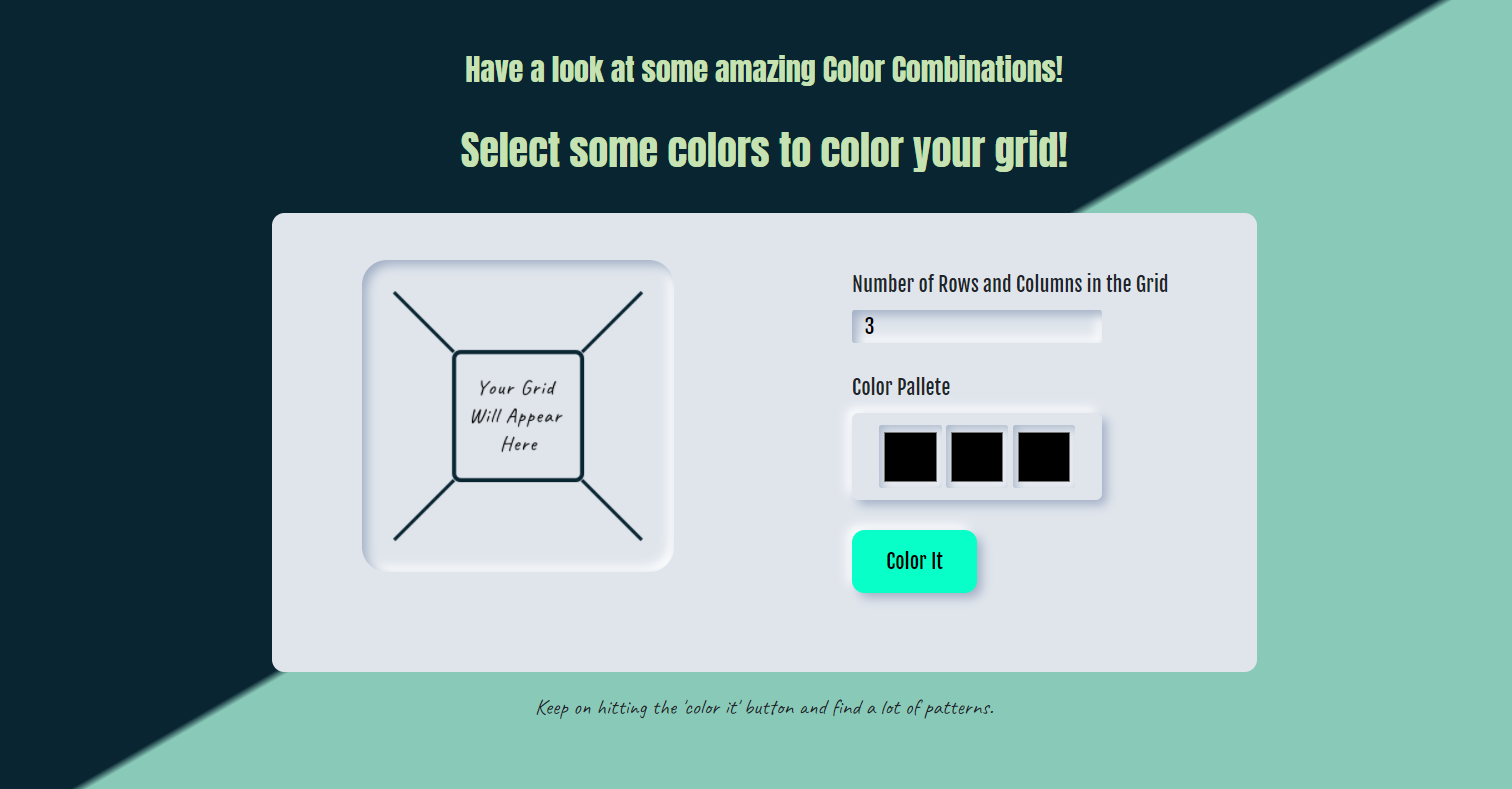 Have a look at some amazing Color Combinations!
Select some colors to color your grid!
Your Grid
Will Appear
Here
Number of Rows and Columns in the Grid
3
Color Pallete
Color It
Keep on hitting the 'color it' button and find a lot of patterns.